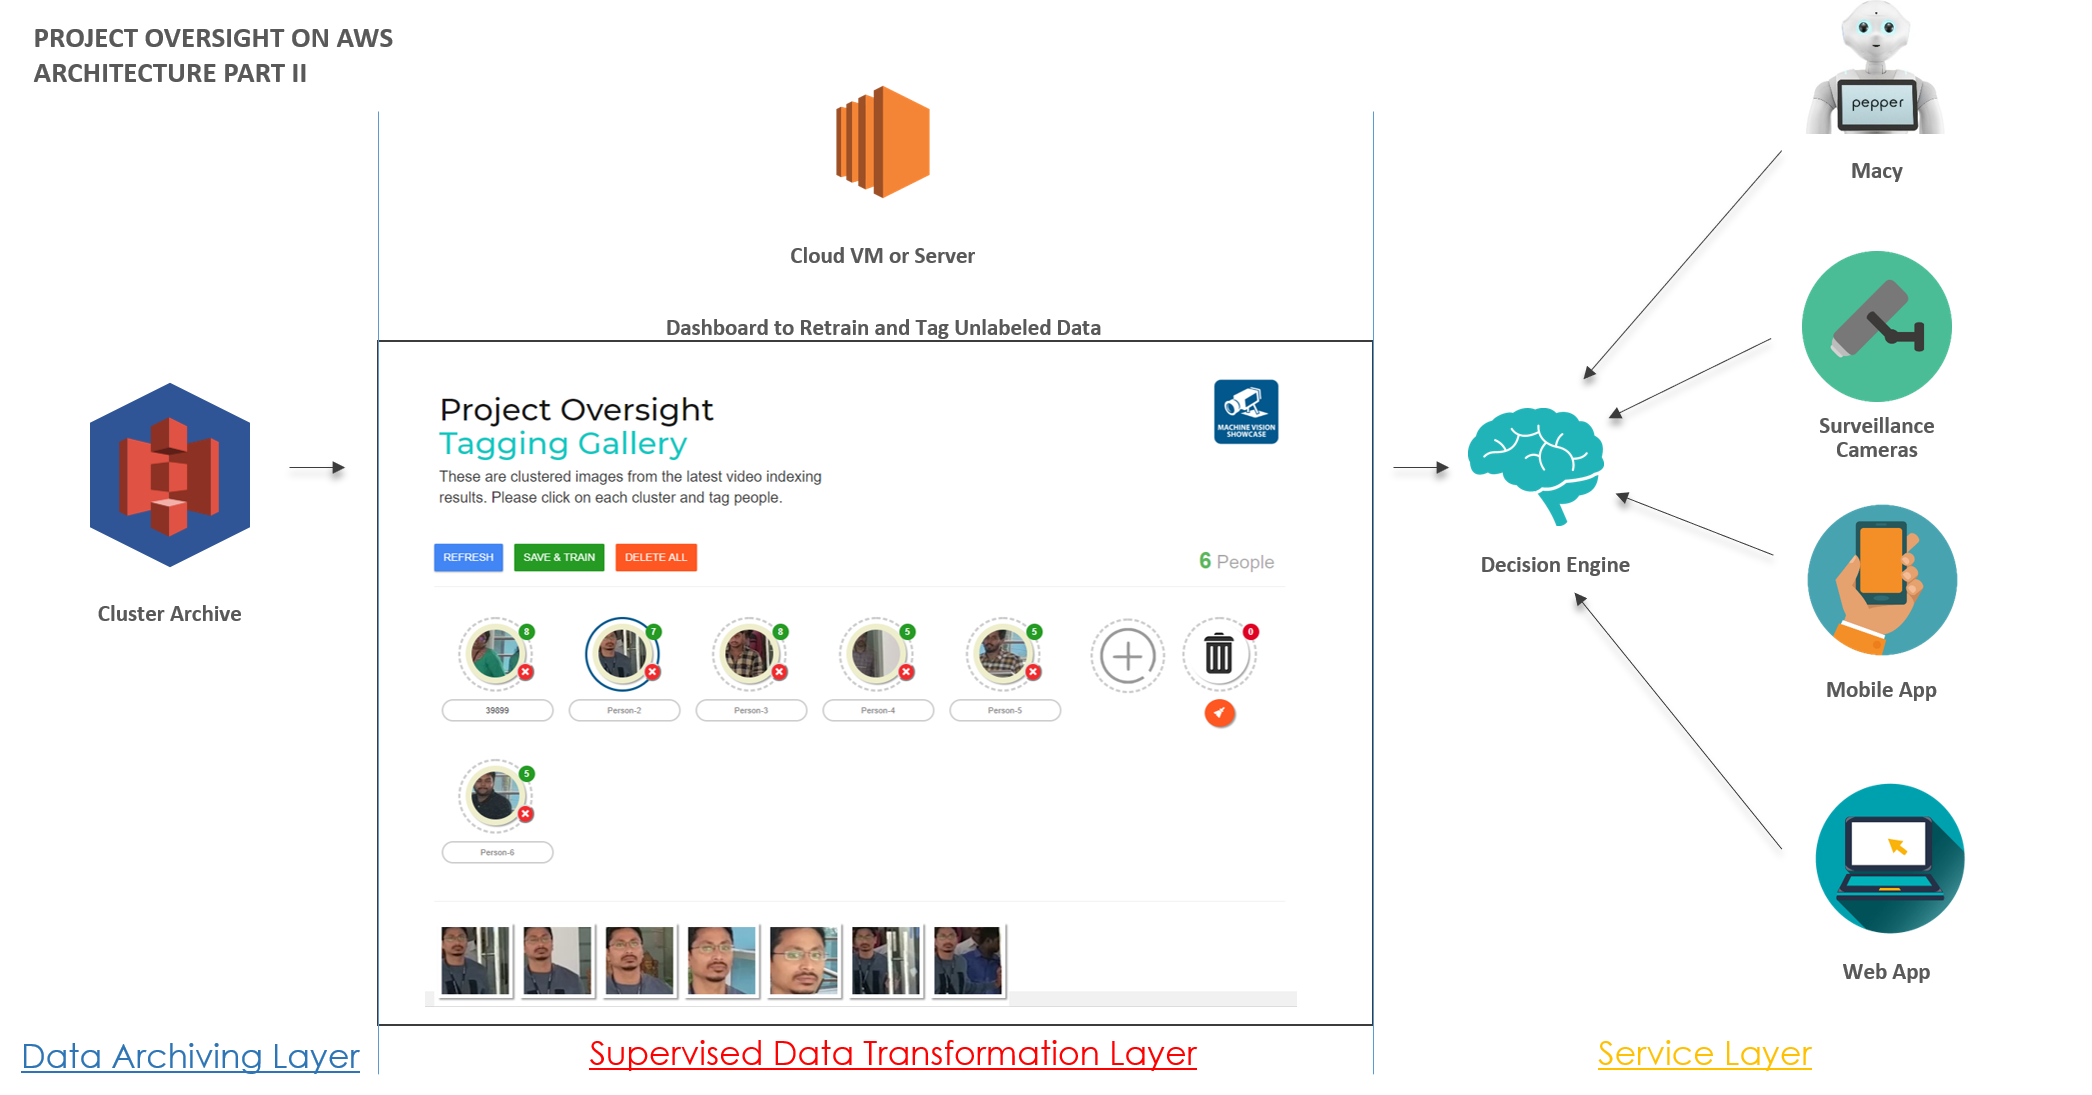 PROJECT OVERSIGHT ON AWS
ARCHITECTURE PART II
Cluster Archive
Data Archiving Layer
Cloud VM or Server
Dashboard to Retrain and Tag Unlabeled Data
Project Oversight
Tagging Gallery
These are clustered images from the latest video indexing
results. Please click on each cluster and tag people.
MACHINE VISION
SHOWCASE
REFRESH
SAVE & TRAIN
DELETE ALL
6 People
8
7
8
5
5
0
39899
Person-2
Person-3
Person-4
Person-5
5
Person-6
Supervised Data Transformation Layer
Decision Engine
pepper
Macy
Surveillance
Cameras
Mobile App
Web App
Service Layer